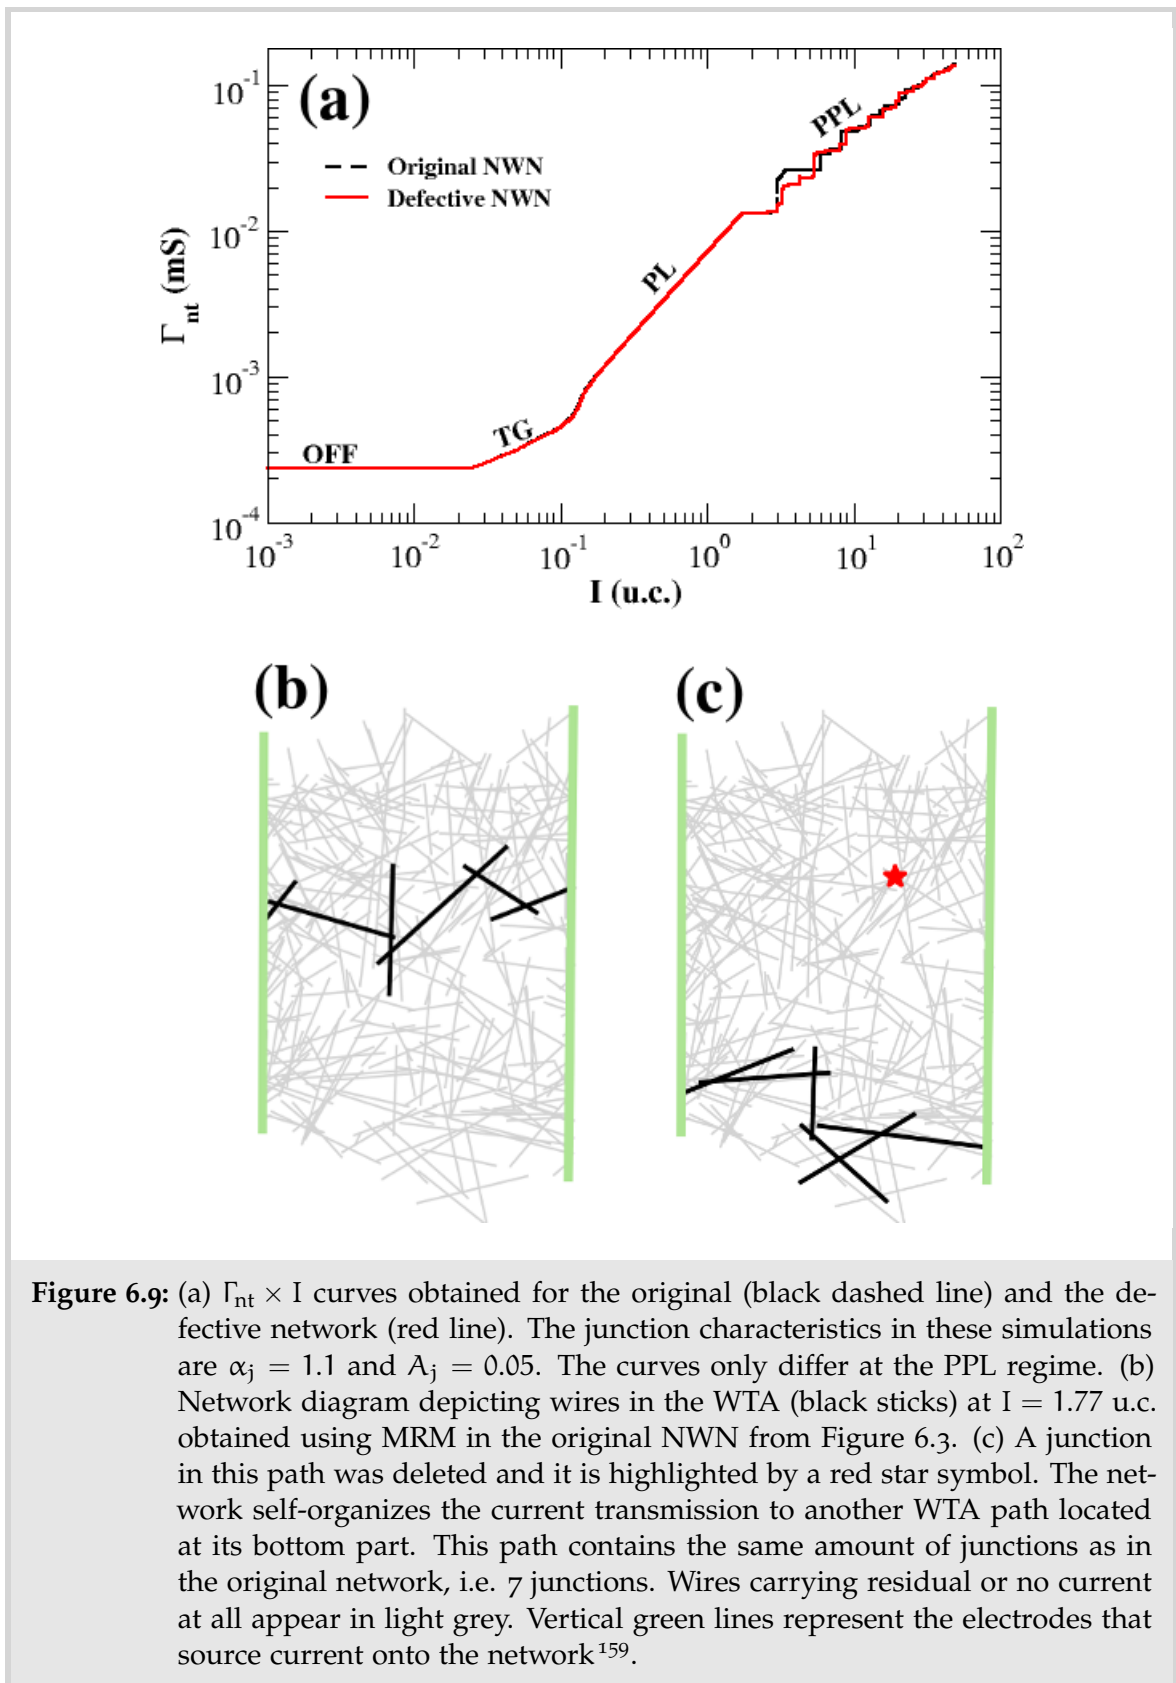 (a)
10⁻¹
10⁻²
10⁻³
10⁻⁴
Γnt (mS)
Original NWN
Defective NWN
OFF
TG
PL
PPL
10⁻³ 10⁻² 10⁻¹ 10⁰ 10¹ 10²
I (u.c.)
(b)
(c)
Figure 6.9: (a) Γnt × I curves obtained for the original (black dashed line) and the de-
fective network (red line). The junction characteristics in these simulations
are αj = 1.1 and Aj = 0.05. The curves only differ at the PPL regime. (b)
Network diagram depicting wires in the WTA (black sticks) at I = 1.77 u.c.
obtained using MRM in the original NWN from Figure 6.3. (c) A junction
in this path was deleted and it is highlighted by a red star symbol. The net-
work self-organizes the current transmission to another WTA path located
at its bottom part. This path contains the same amount of junctions as in
the original network, i.e. 7 junctions. Wires carrying residual or no current
at all appear in light grey. Vertical green lines represent the electrodes that
source current onto the network¹⁵⁹.